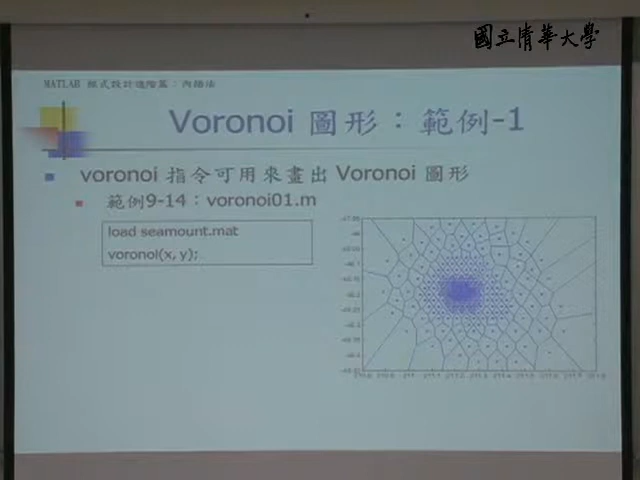 國立清華大學
MATLAB 程式設計進階篇：內插法
Voronoi 圖形：範例-1
voronoi 指令可用來畫出 Voronoi 圖形
範例9-14：voronoi01.m
load seamount.mat
voronoi(x, y);